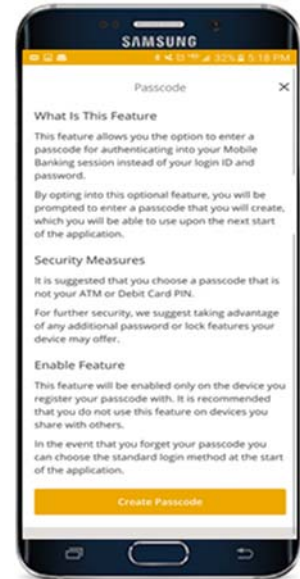 SAMSUNG
32% 5:18 PM
Passcode
What Is This Feature
This feature allows you the option to enter a
passcode for authenticating into your Mobile
Banking session instead of your login ID and
password.
By opting into this optional feature, you will be
prompted to enter a passcode that you will create,
which you will be able to use upon the next start
of the application.
Security Measures
It is suggested that you choose a passcode that is
not your ATM or Debit Card PIN.
For further security, we suggest taking advantage
of any additional password or lock features your
device may offer.
Enable Feature
This feature will be enabled only on the device you
register your passcode with. It is recommended
that you do not use this feature on devices you
share with others.
In the event that you forget your passcode you
can choose the standard login method at the start
of the application.
Create Passcode